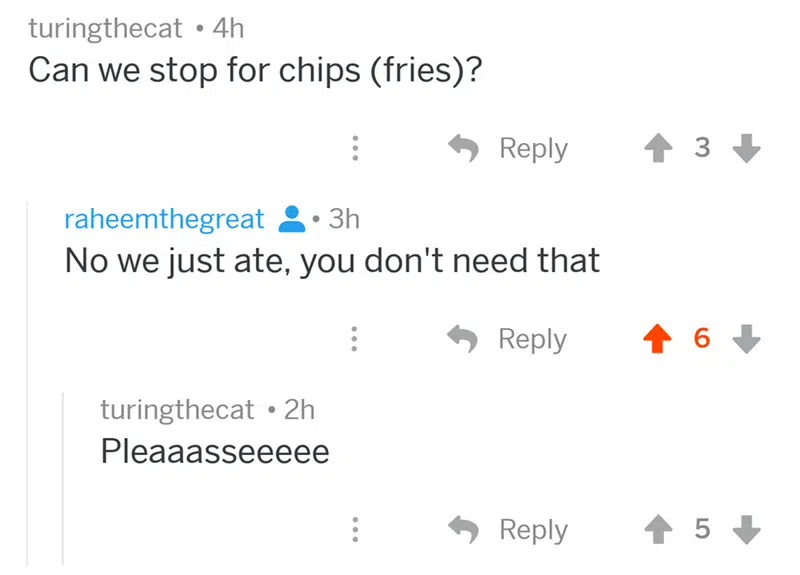 turingthecat • 4h
Can we stop for chips (fries)?
Reply 3
raheemthegreat • 3h
No we just ate, you don't need that
Reply 6
turingthecat • 2h
Pleaaasseeeee
Reply 5